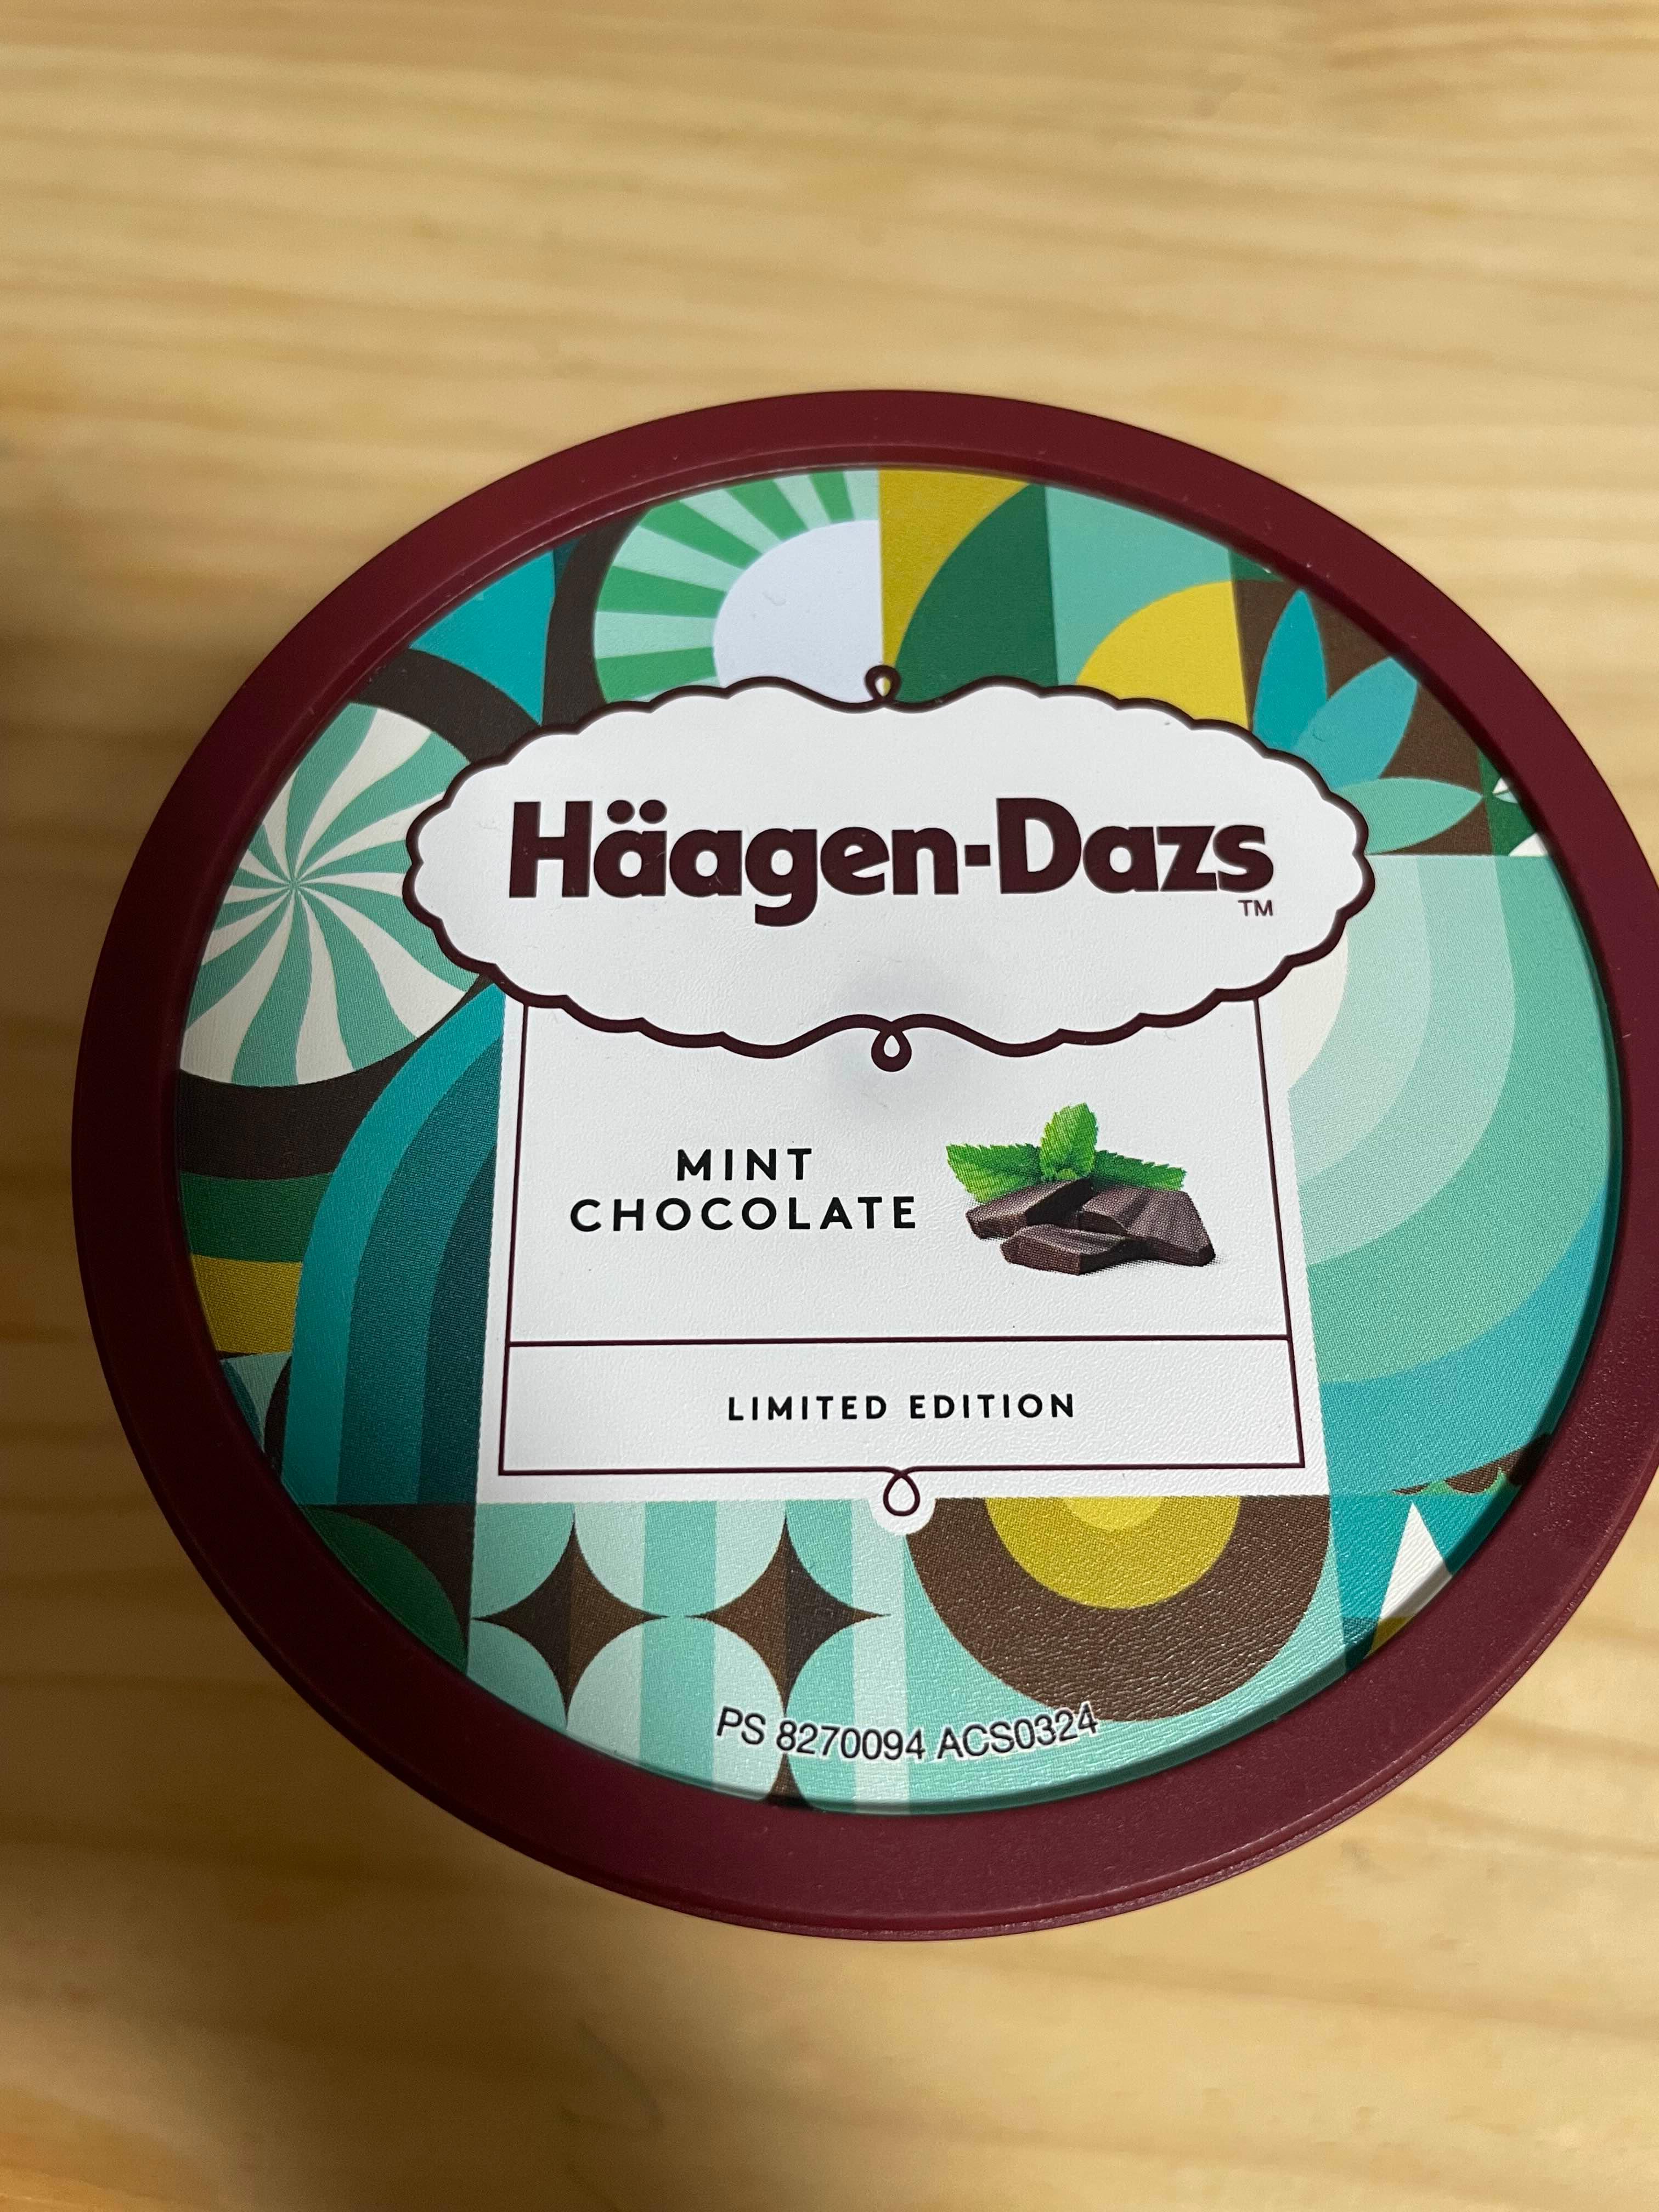 Häagen-Dazs
TM
MINT
CHOCOLATE
LIMITED EDITION
PS 8270094 ACS0324